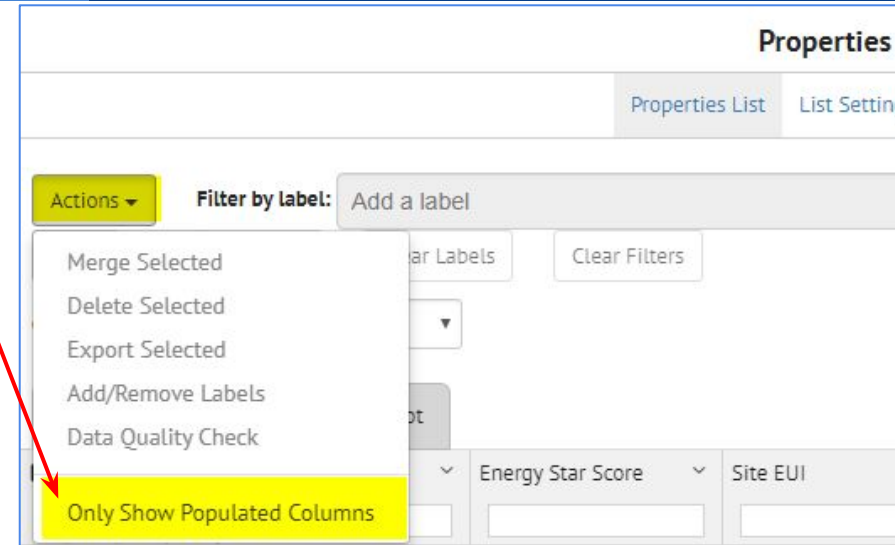 Properties
Properties List List Settin
Actions Filter by label: Add a label
Merge Selected
ar Labels Clear Filters
Delete Selected
Export Selected
Add/Remove Labels
ot
Data Quality Check
Energy Star Score Site EUI
Only Show Populated Columns